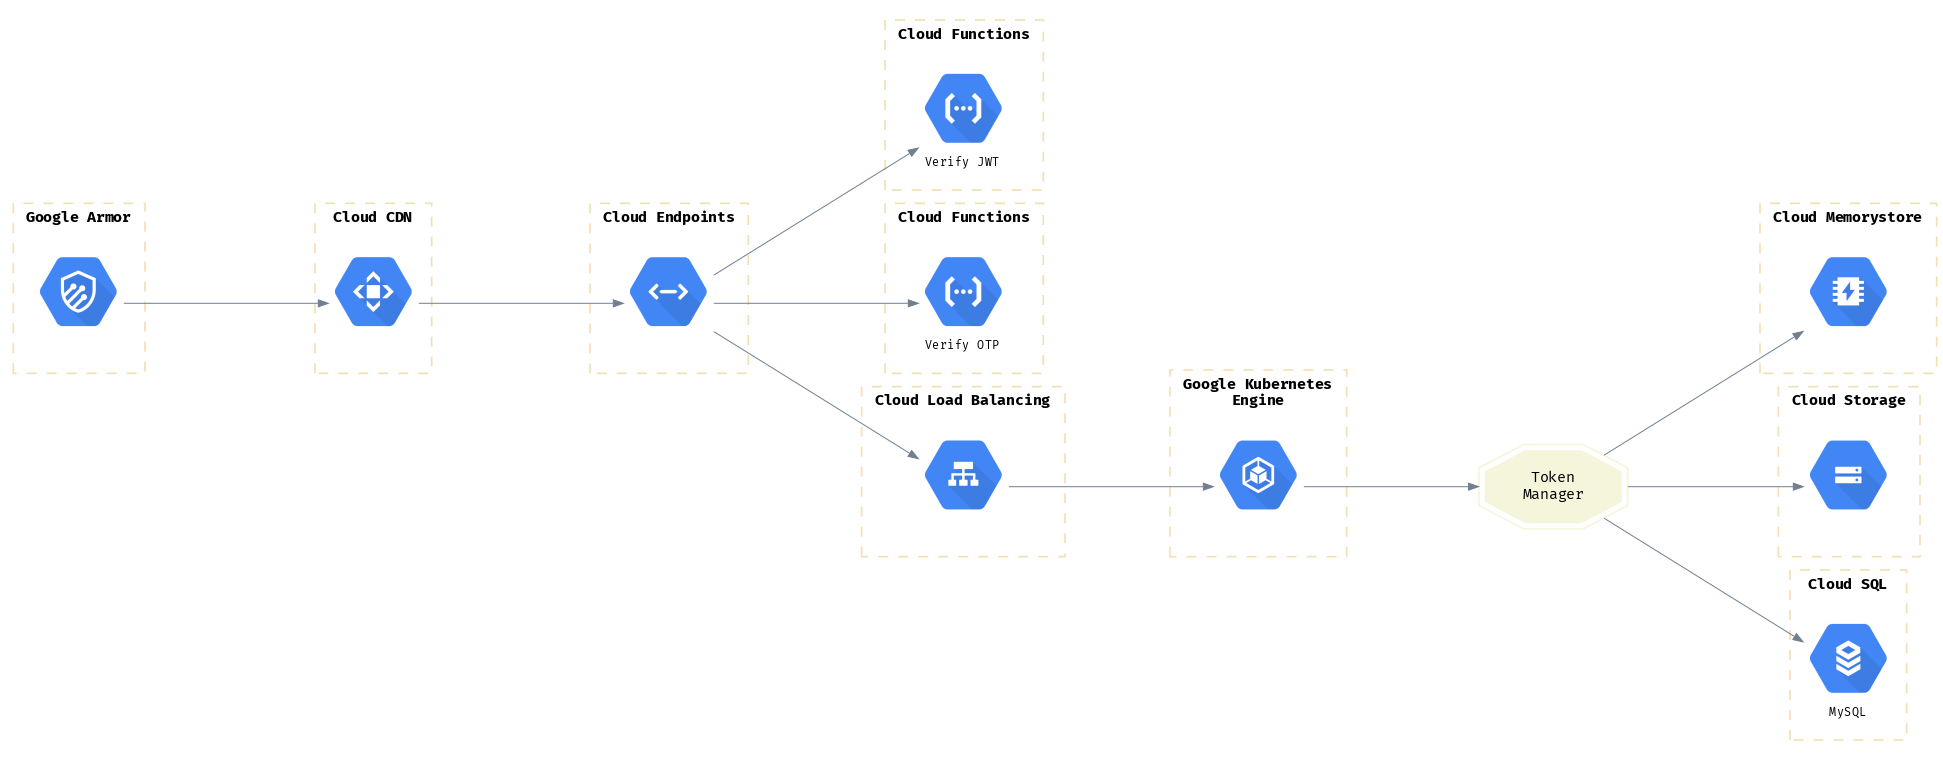 Cloud Functions
Verify JWT
Google Armor
Cloud CDN
Cloud Endpoints
Cloud Functions
Verify OTP
Cloud Memorystore
Google Kubernetes
Engine
Cloud Load Balancing
Cloud Storage
Token
Manager
Cloud SQL
MySQL